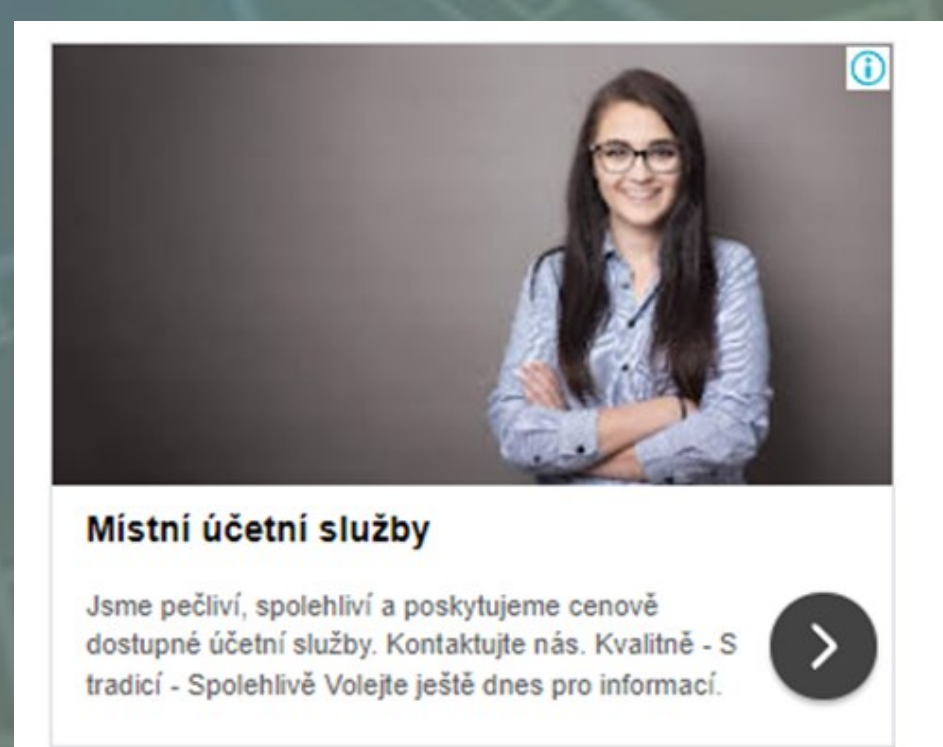 Místní účetní služby
Jsme pečliví, spolehliví a poskytujeme cenově
dostupné účetní služby. Kontaktujte nás. Kvalitně - S
tradicí - Spolehlivě Volejte ještě dnes pro informací.